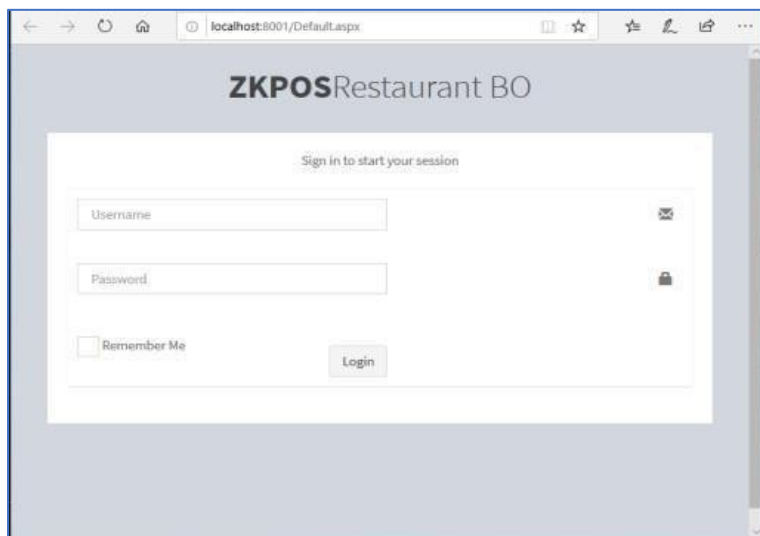 localhost:8001/Default.aspx
ZKPOSRestaurant BO
Sign in to start your session
Username
Password
Remember Me
Login